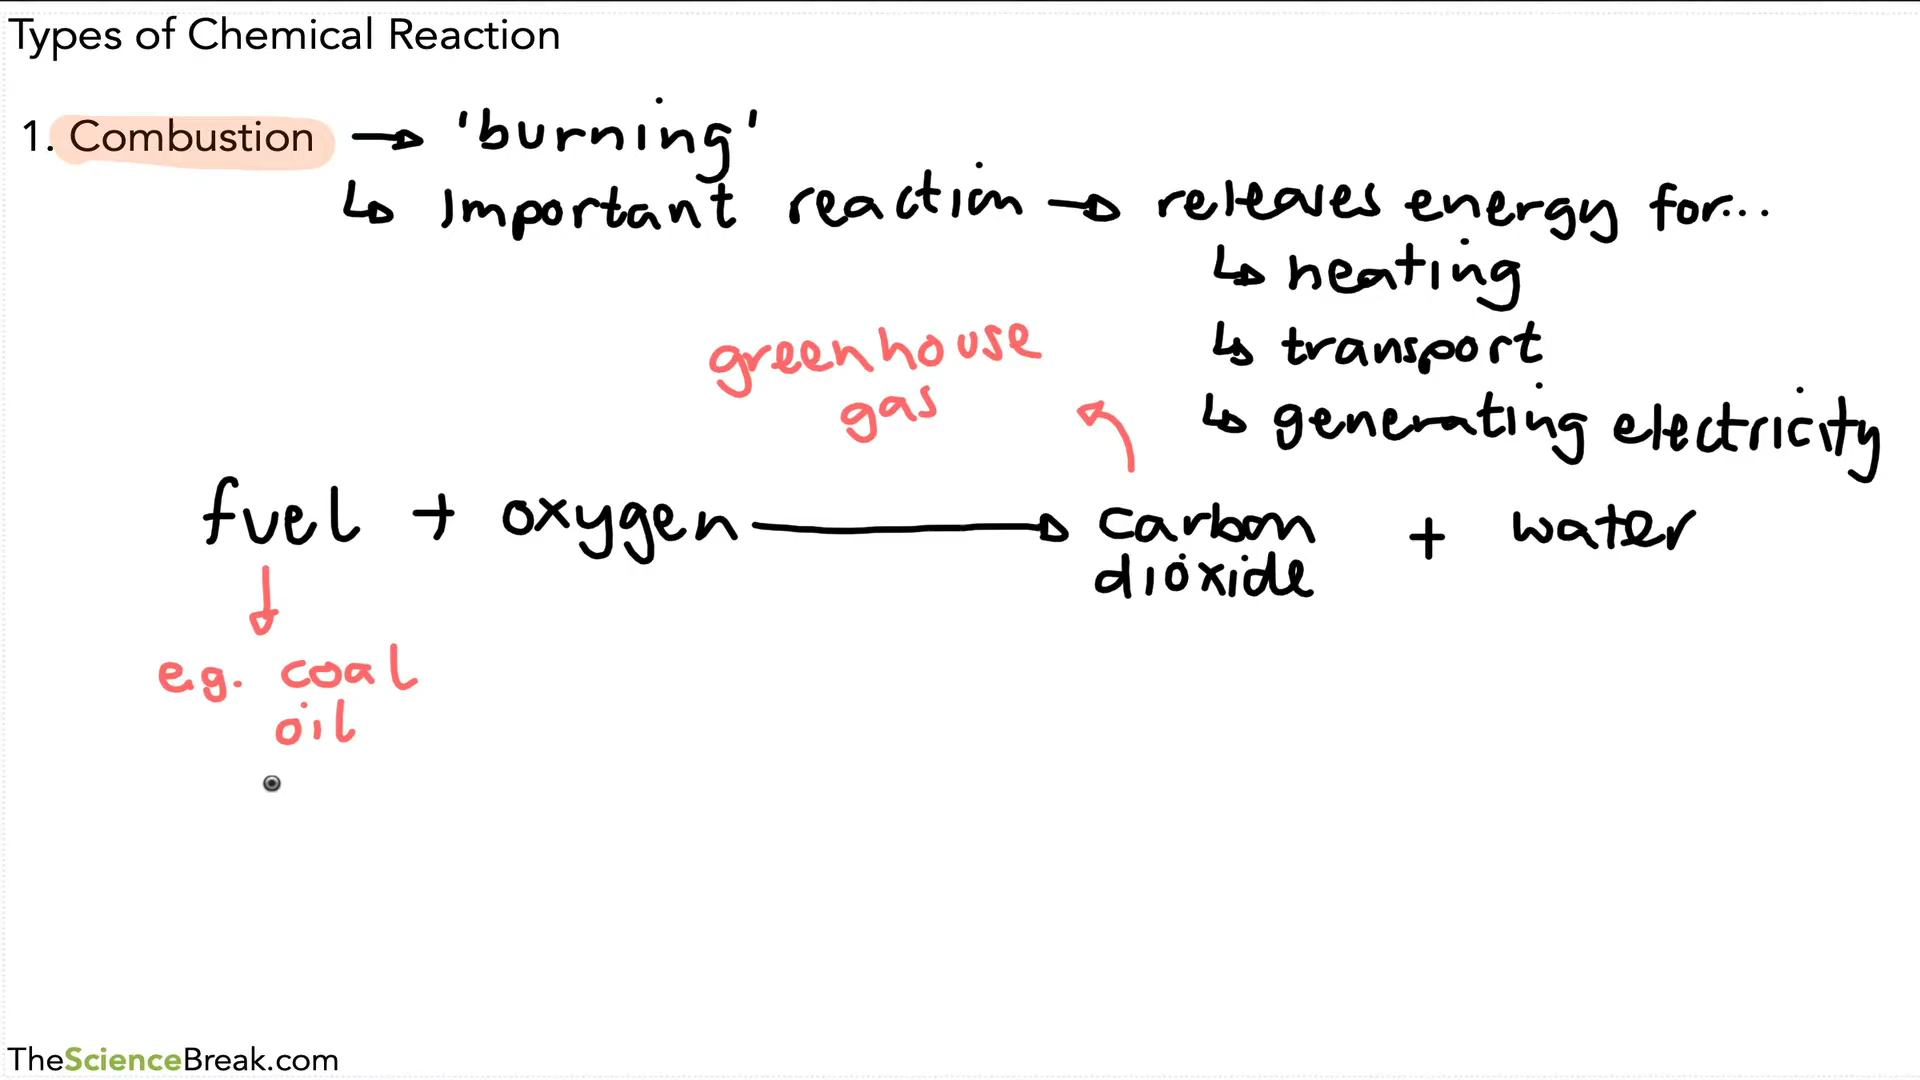 Types of Chemical Reaction
1. Combustion → 'burning'
↳ Important reaction → releases energy for...
↳ heating
↳ transport
↳ generating electricity
greenhouse
gas
fuel + oxygen → carbon dioxide + water
e.g. coal
oil
TheScienceBreak.com